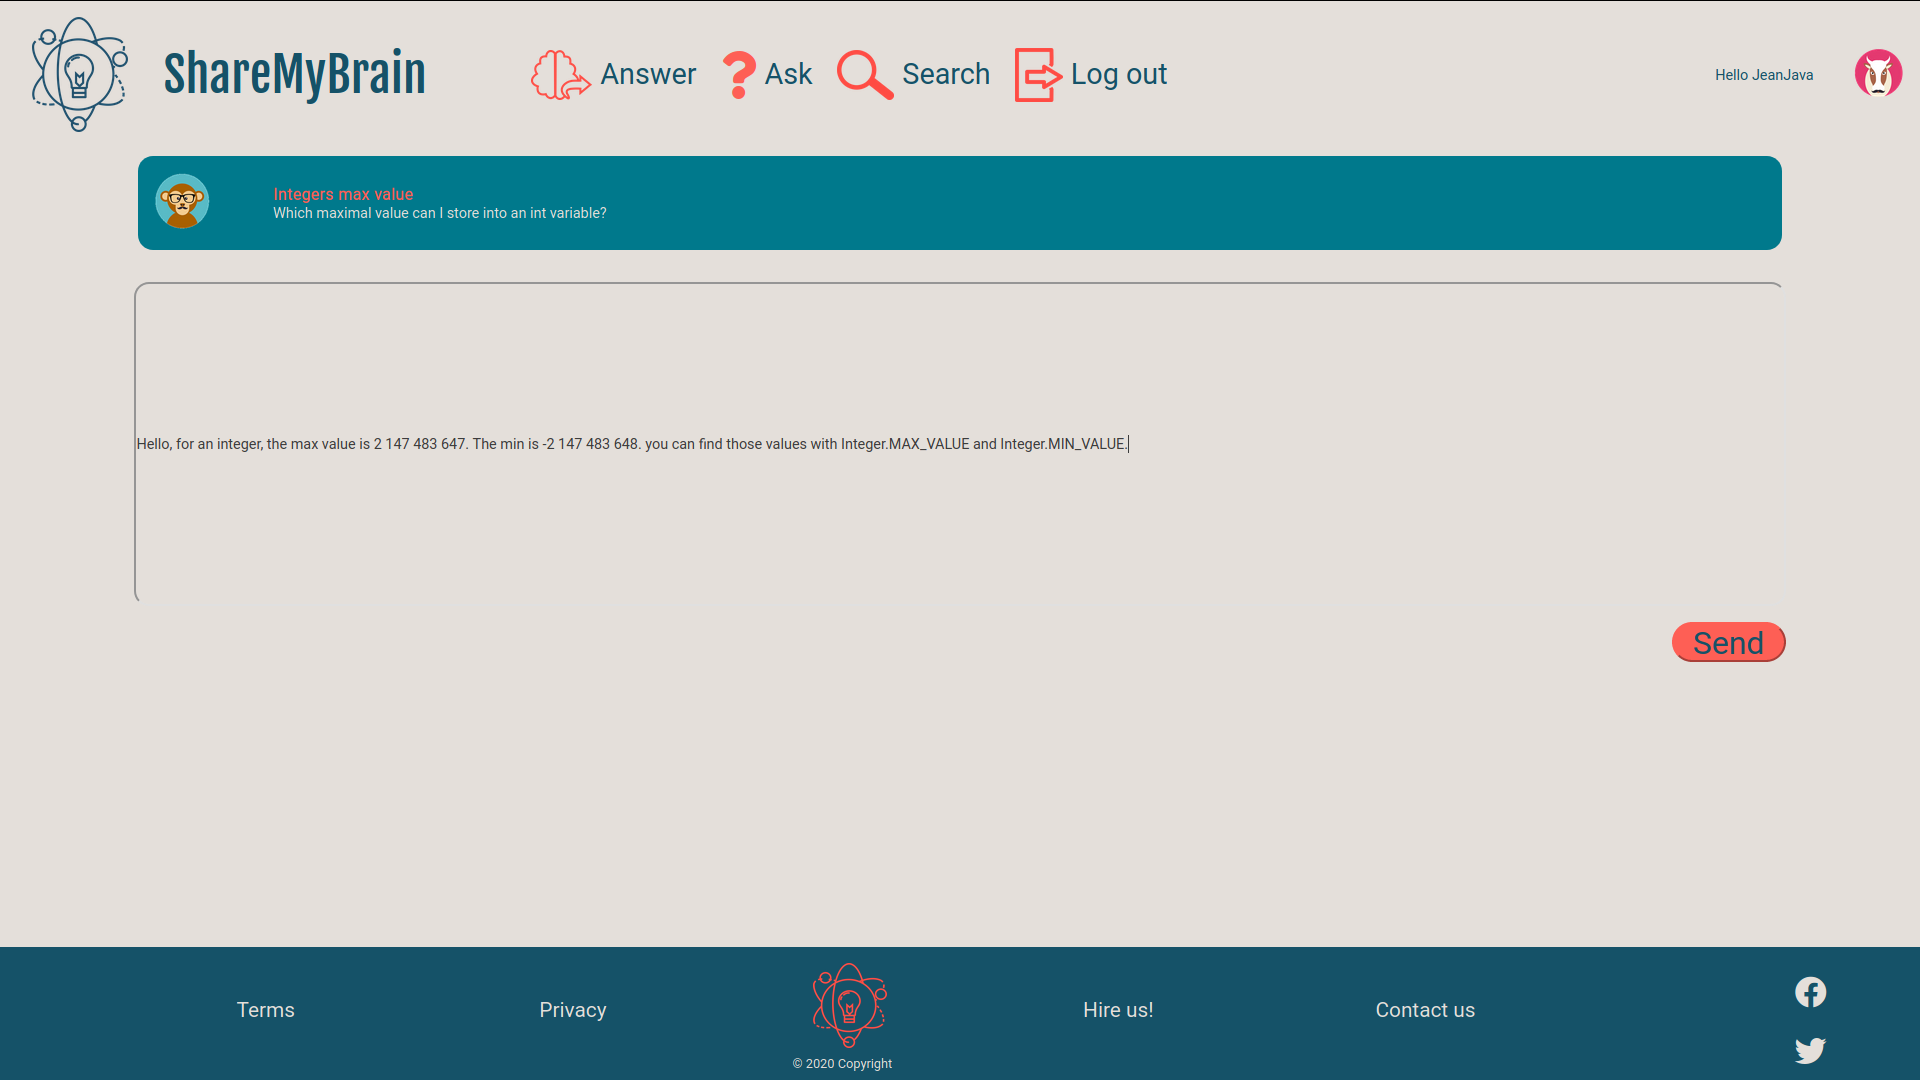 ShareMyBrain
Answer
Ask
Search
Log out
Hello JeanJava
Integers max value
Which maximal value can I store into an int variable?
Hello, for an integer, the max value is 2 147 483 647. The min is -2 147 483 648. you can find those values with Integer.MAX_VALUE and Integer.MIN_VALUE.
Send
Terms
Privacy
© 2020 Copyright
Hire us!
Contact us